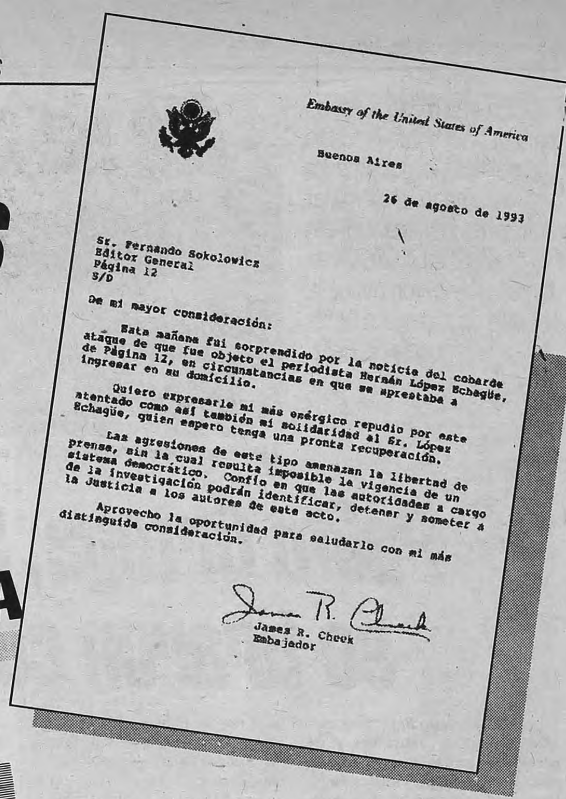 Embassy of the United States of America
Buenos Aires
26 de agosto de 1993
Sr. Fernando Sokolowicz
Editor General
Página 12
S/D
De mi mayor consideración:
Esta mañana fui sorprendido por la noticia del cobarde
ataque de que fue objeto el periodista Hernán López Echagüe,
de Página 12, en circunstancias en que se aprestaba a
ingresar en su domicilio.
Quiero expresarle mi más enérgico repudio por este
atentado como así también mi solidaridad al Sr. López
Echagüe, quien espero tenga una pronta recuperación.
Las agresiones de este tipo amenazan la libertad de
prensa, sin la cual resulta imposible la vigencia de un
sistema democrático. Confío en que las autoridades a cargo
de la investigación podrán identificar, detener y someter a
la Justicia a los autores de este acto.
Aprovecho la oportunidad para saludarlo con mi más
distinguida consideración.
James R. Cheek
James R. Cheek
Embajador
S
A